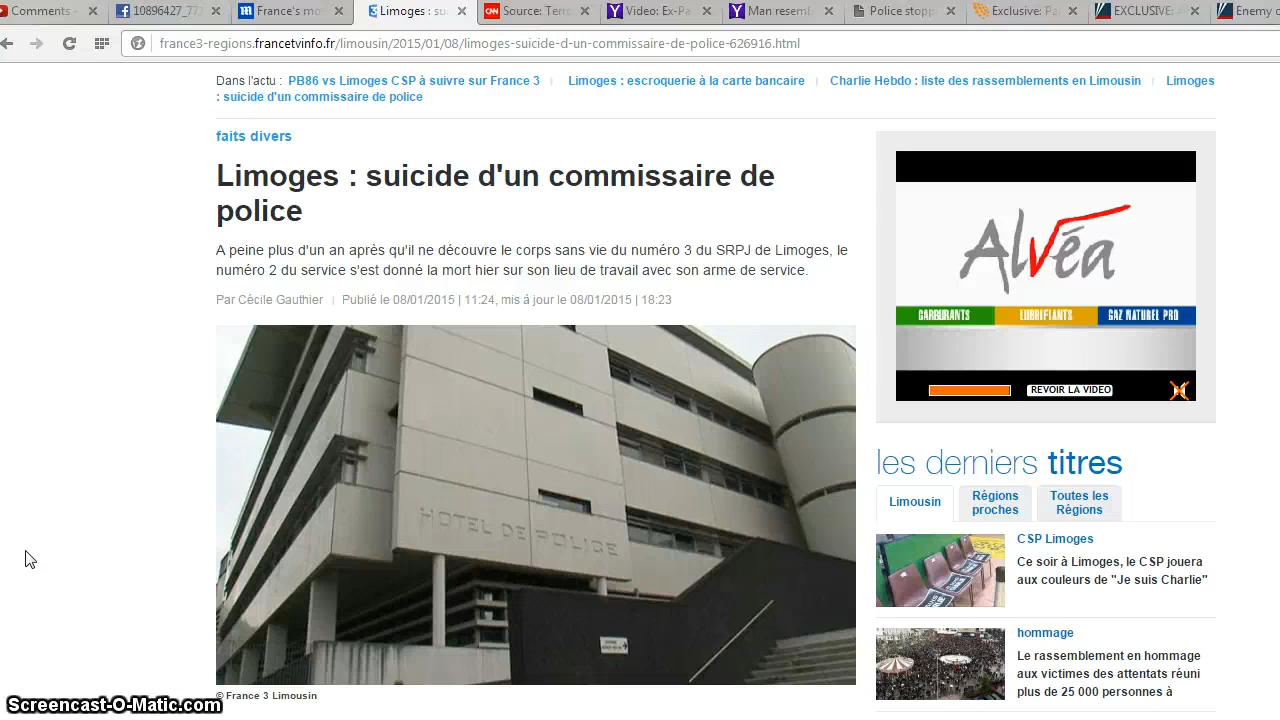 Comments -
10896427_77
France's mo
Limoges : su
Source: Terro
Video: Ex-Pa
Man resemb
Police stopp
Exclusive: Pa
EXCLUSIVE:
Enemy o
france3-regions.francetvinfo.fr/limousin/2015/01/08/limoges-suicide-d-un-commissaire-de-police-626916.html
Dans l'actu : PB86 vs Limoges CSP à suivre sur France 3 Limoges : escroquerie à la carte bancaire Charlie Hebdo : liste des rassemblements en Limousin Limoges
: suicide d'un commissaire de police
faits divers
Limoges : suicide d'un commissaire de
police
A peine plus d'un an après qu'il ne découvre le corps sans vie du numéro 3 du SRPJ de Limoges, le
numéro 2 du service s'est donné la mort hier sur son lieu de travail avec son arme de service.
Par Cécile Gauthier | Publié le 08/01/2015 | 11:24, mis à jour le 08/01/2015 | 18:23
HOTEL DE POLICE
© France 3 Limousin
Alvéa
CARBURANTS
LUBRIFIANTS
GAZ NATUREL PRO
REVOIR LA VIDEO
les derniers titres
Limousin
Régions
proches
Toutes les
Régions
CSP Limoges
Ce soir à Limoges, le CSP jouera
aux couleurs de "Je suis Charlie"
hommage
Le rassemblement en hommage
aux victimes des attentats réuni
plus de 25 000 personnes à
Screencast-O-Matic.com